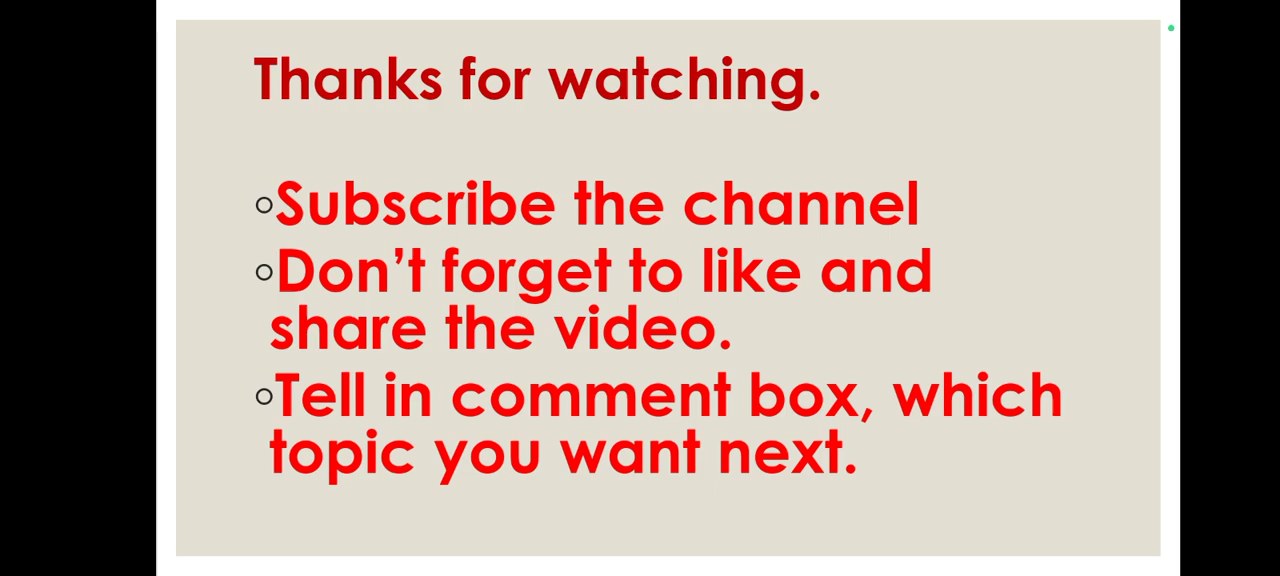 Thanks for watching.
◦Subscribe the channel
◦Don’t forget to like and
share the video.
◦Tell in comment box, which
topic you want next.